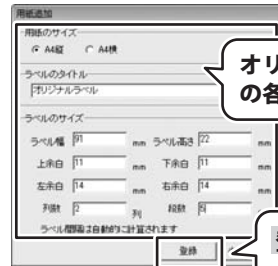 用紙追加
用紙のサイズ
A4縦 A4横
ラベルのタイトル
オリジナルラベル
オリ
の各
ラベルのサイズ
ラベル幅 91 mm ラベル高さ 22 mm
上余白 11 mm 下余白 11 mm
左余白 14 mm 右余白 14 mm
列数 2 列 段数 5
ラベル間隔は自動的に計算されます
登録